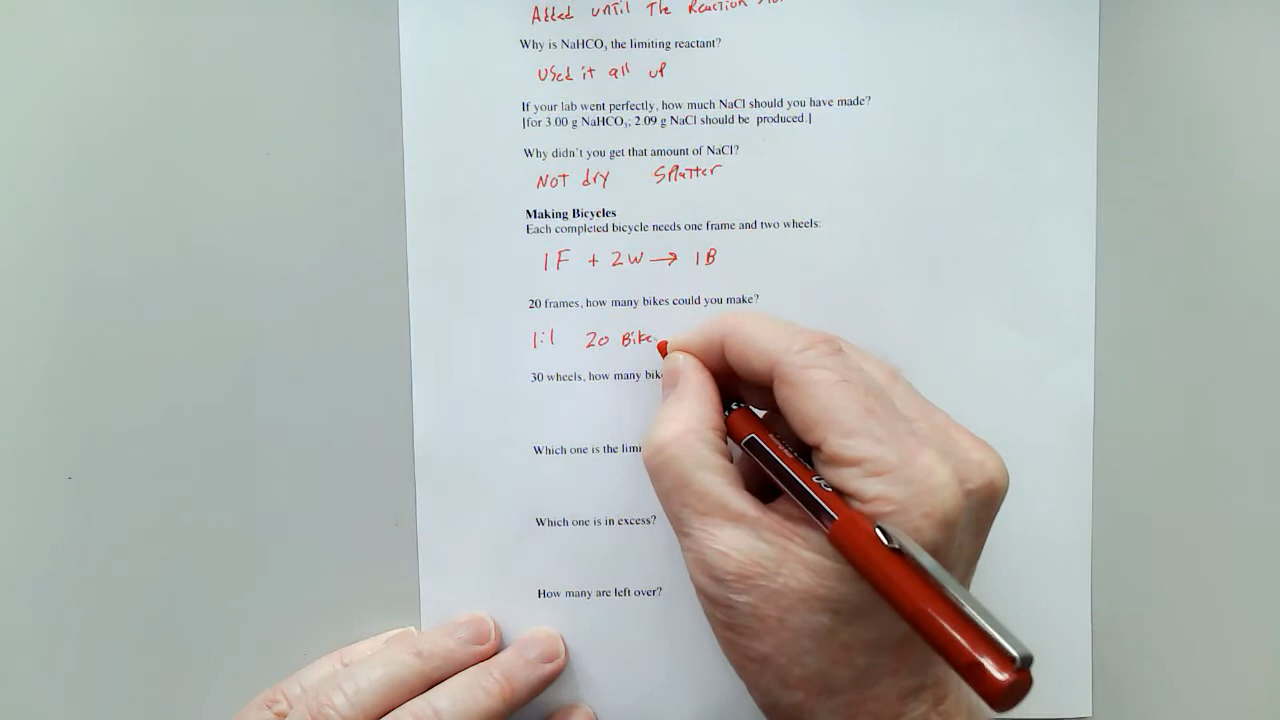 Added until The Reaction
Why is NaHCO₃ the limiting reactant?
Used it all up
If your lab went perfectly, how much NaCl should you have made?
[for 3.00 g NaHCO₃; 2.09 g NaCl should be produced.]
Why didn't you get that amount of NaCl?
Not dry Splatter
Making Bicycles
Each completed bicycle needs one frame and two wheels:
1F + 2W → 1B
20 frames, how many bikes could you make?
1:1 20 Bike
30 wheels, how many
Which one is the
Which one is in excess?
How many are left over?